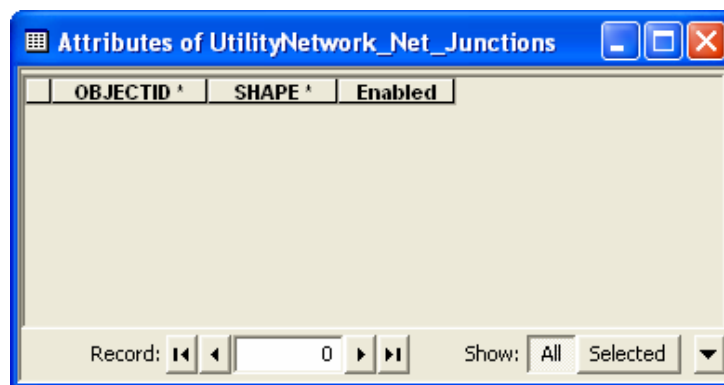 Attributes of UtilityNetwork_Net_Junctions
OBJECTID * SHAPE * Enabled
Record: 0 Show: All Selected